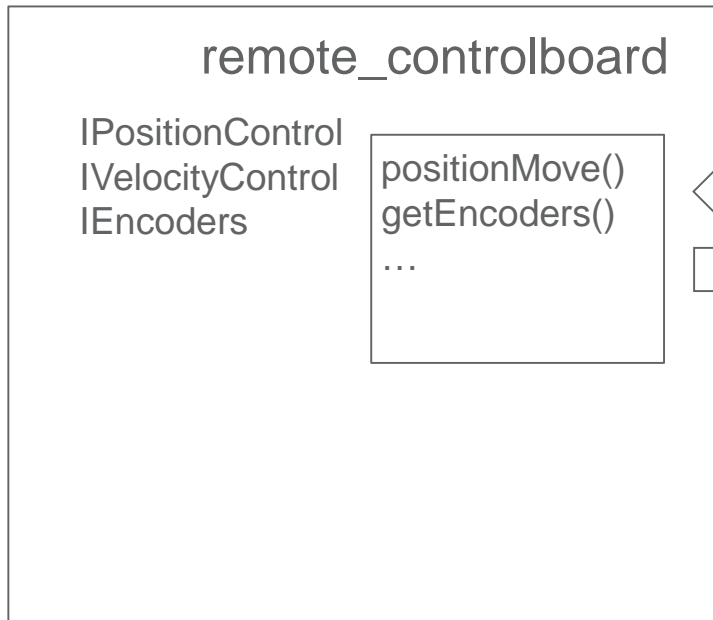 remote_controlboard
IPositionControl
IVelocityControl
IEncoders
positionMove()
getEncoders()
…